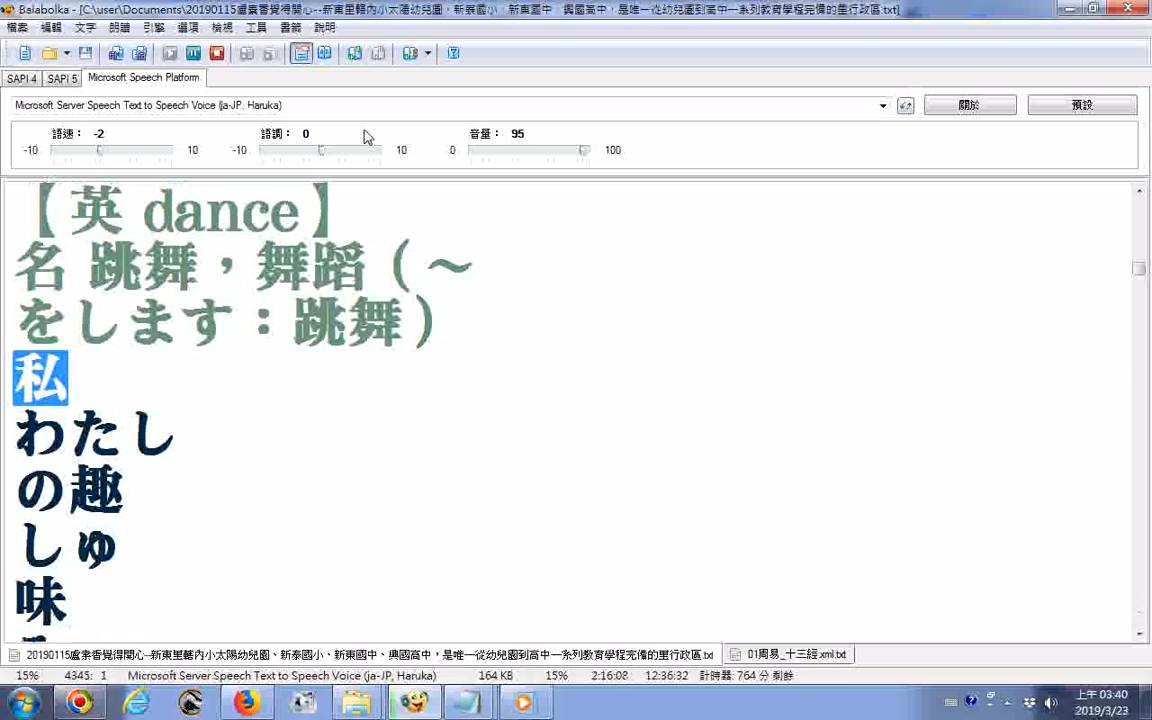 Balabolka - [C:\user\Documents\20190115盧素香覺得開心--新東里轄內小太陽幼兒園、新泰國小、新東國中、興國高中，是唯一從幼兒園到高中一系列教育學程完備的里行政區.txt]
檔案 編輯 文字 朗讀 引擎 選項 檢視 工具 書籤 說明
SAPI 4 SAPI 5 Microsoft Speech Platform
Microsoft Server Speech Text to Speech Voice (ja-JP, Haruka) 關於 預設
語速： -2 語調： 0 音量： 95
-10 10 -10 10 0 100
【英 dance】
名 跳舞，舞蹈（～
をします：跳舞）
私
わたし
の趣
しゅ
味
20190115盧素香覺得開心--新東里轄內小太陽幼兒園、新泰國小、新東國中、興國高中，是唯一從幼兒園到高中一系列教育學程完備的里行政區.txt 01周易_十三經.xml.txt
15% 4345: 1 Microsoft Server Speech Text to Speech Voice (ja-JP, Haruka) 164 KB 15% 2:16:08 12:36:32 計時器: 764 分 剩餘
上午 03:40
2019/3/23